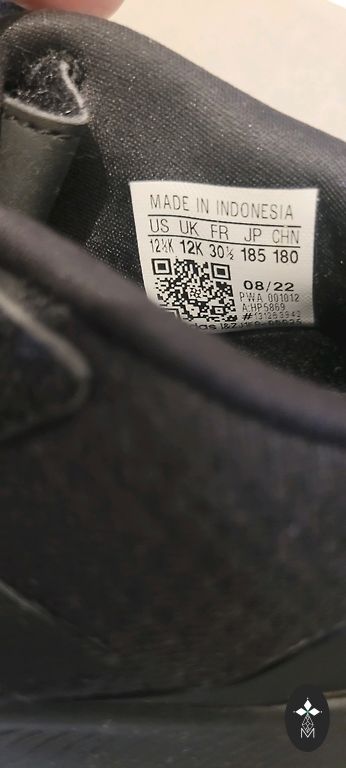 MADE IN INDONESIA
US UK FR JP CHN
12½K 12K 30½ 185 180
08/22
PWA 001012
A:HP5869